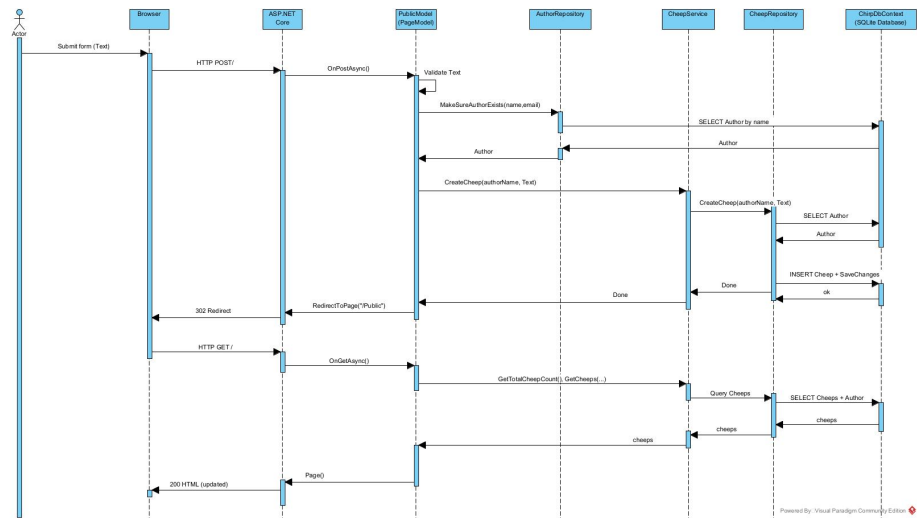 Browser
ASP.NET
Core
PublicModel
(PageModel)
AuthorRepository
CheepService
CheepRepository
ChirpDbContext
(SQLite Database)
Actor
Submit form (Text)
HTTP POST/
OnPostAsync()
Validate Text
MakeSureAuthorExists(name,email)
SELECT Author by name
Author
Author
CreateCheep(authorName, Text)
CreateCheep(authorName, Text)
SELECT Author
Author
INSERT Cheep + SaveChanges
ok
Done
Done
RedirectToPage("/Public")
302 Redirect
HTTP GET /
OnGetAsync()
GetTotalCheepCount(), GetCheeps(...)
Query Cheeps
SELECT Cheeps + Author
cheeps
cheeps
cheeps
Page()
200 HTML (updated)
Powered By: Visual Paradigm Community Edition